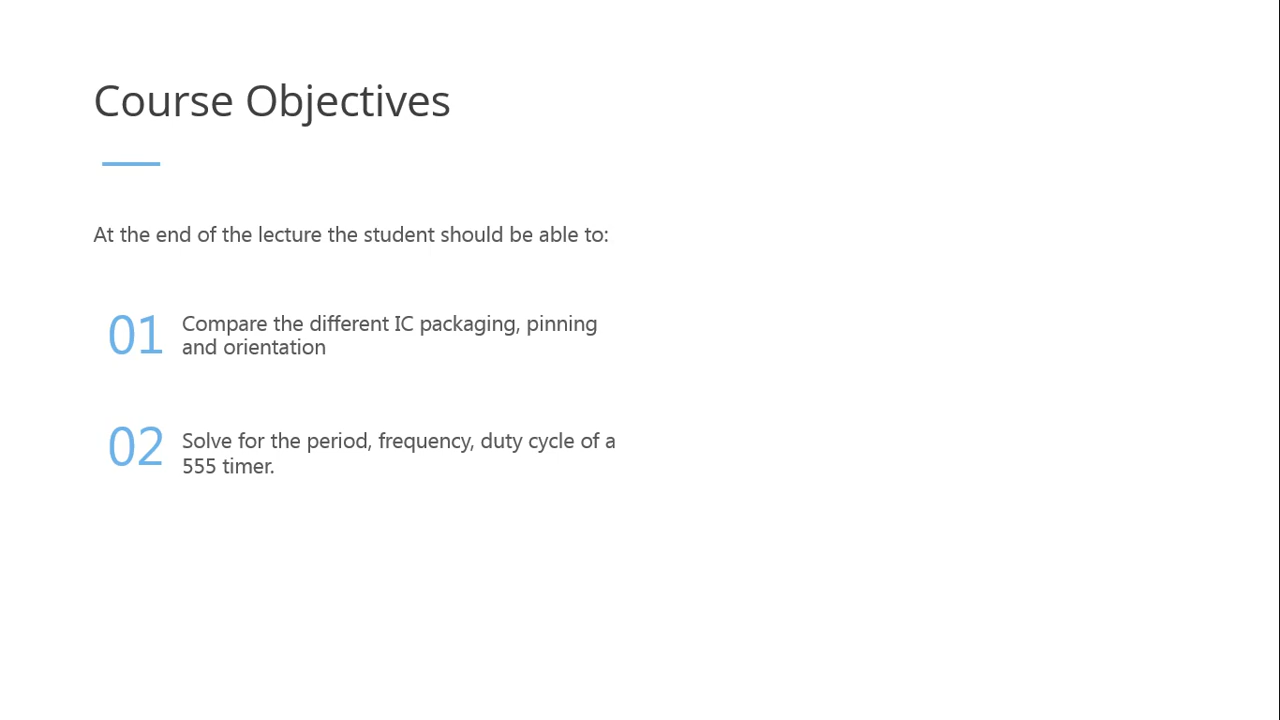 Course Objectives
At the end of the lecture the student should be able to:
01 Compare the different IC packaging, pinning
and orientation
02 Solve for the period, frequency, duty cycle of a
555 timer.